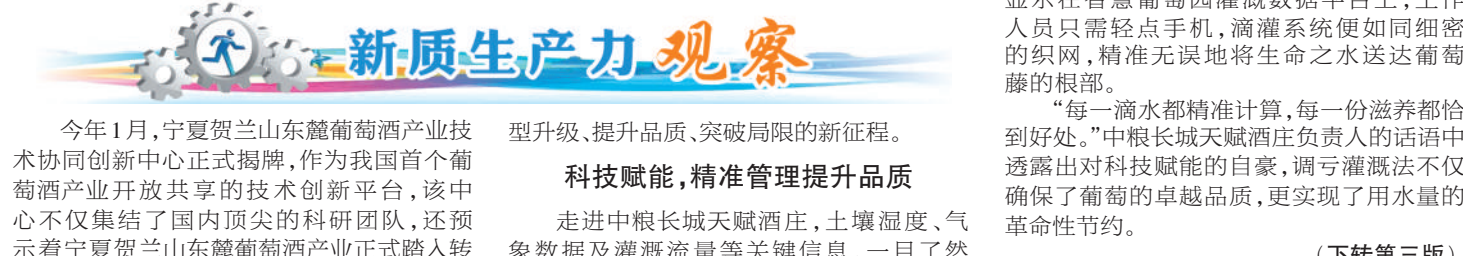 新质生产力观察
今年1月,宁夏贺兰山东麓葡萄酒产业技
术协同创新中心正式揭牌,作为我国首个葡
萄酒产业开放共享的技术创新平台,该中
心不仅集结了国内顶尖的科研团队,还预
示着宁夏贺兰山东麓葡萄酒产业正式踏入转
型升级、提升品质、突破局限的新征程。
科技赋能,精准管理提升品质
走进中粮长城天赋酒庄,土壤湿度、气
象数据及灌溉流量等关键信息,一目了然
显示在智慧葡萄园灌溉数据平台上,工作
人员只需轻点手机,滴灌系统便如同细密
的织网,精准无误地将生命之水送达葡萄
藤的根部。
“每一滴水都精准计算,每一份滋养都恰
到好处。”中粮长城天赋酒庄负责人的话语中
透露出对科技赋能的自豪,调亏灌溉法不仅
确保了葡萄的卓越品质,更实现了用水量的
革命性节约。
(下转第三版)